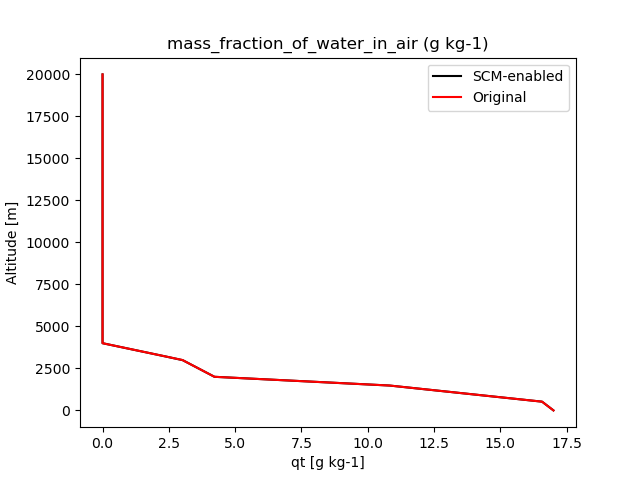 mass_fraction_of_water_in_air (g kg-1)
SCM-enabled
Original
20000
17500
15000
12500
10000
7500
5000
2500
0
Altitude [m]
0.0 2.5 5.0 7.5 10.0 12.5 15.0 17.5
qt [g kg-1]